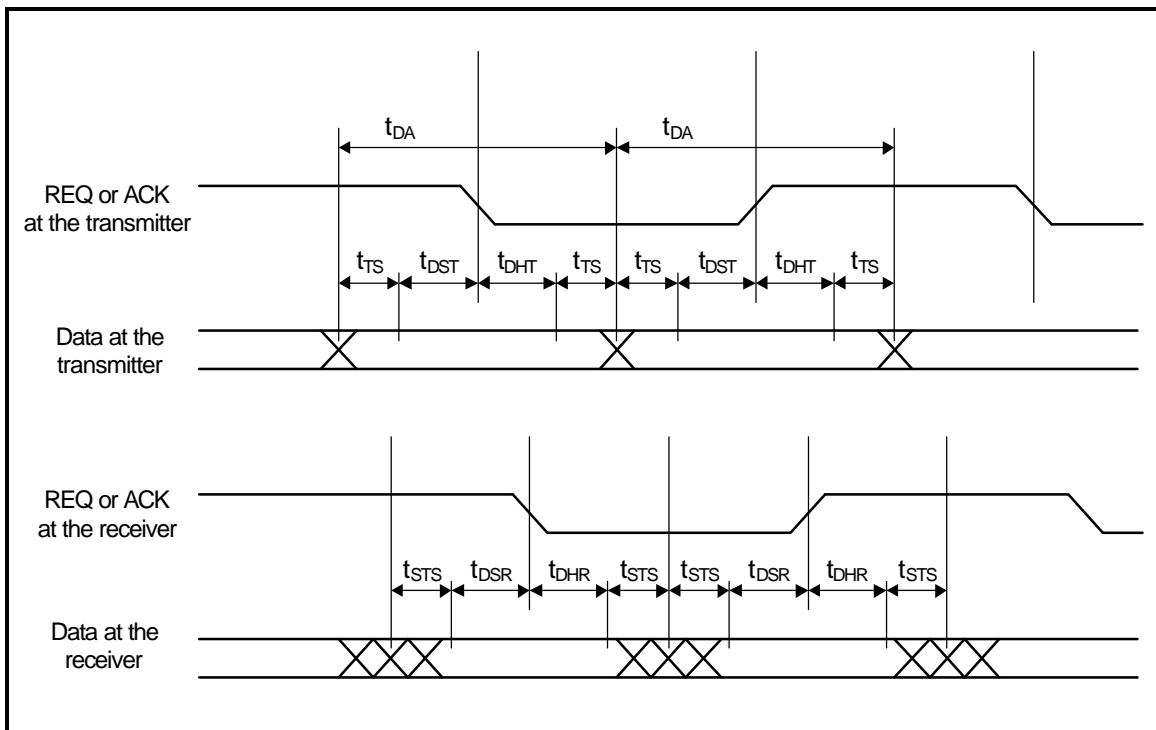 tDA tDA
REQ or ACK
at the transmitter
tTS tDST tDHT tTS tTS tDST tDHT tTS
Data at the
transmitter
REQ or ACK
at the receiver
tSTS tDSR tDHR tSTS tSTS tDSR tDHR tSTS
Data at the
receiver